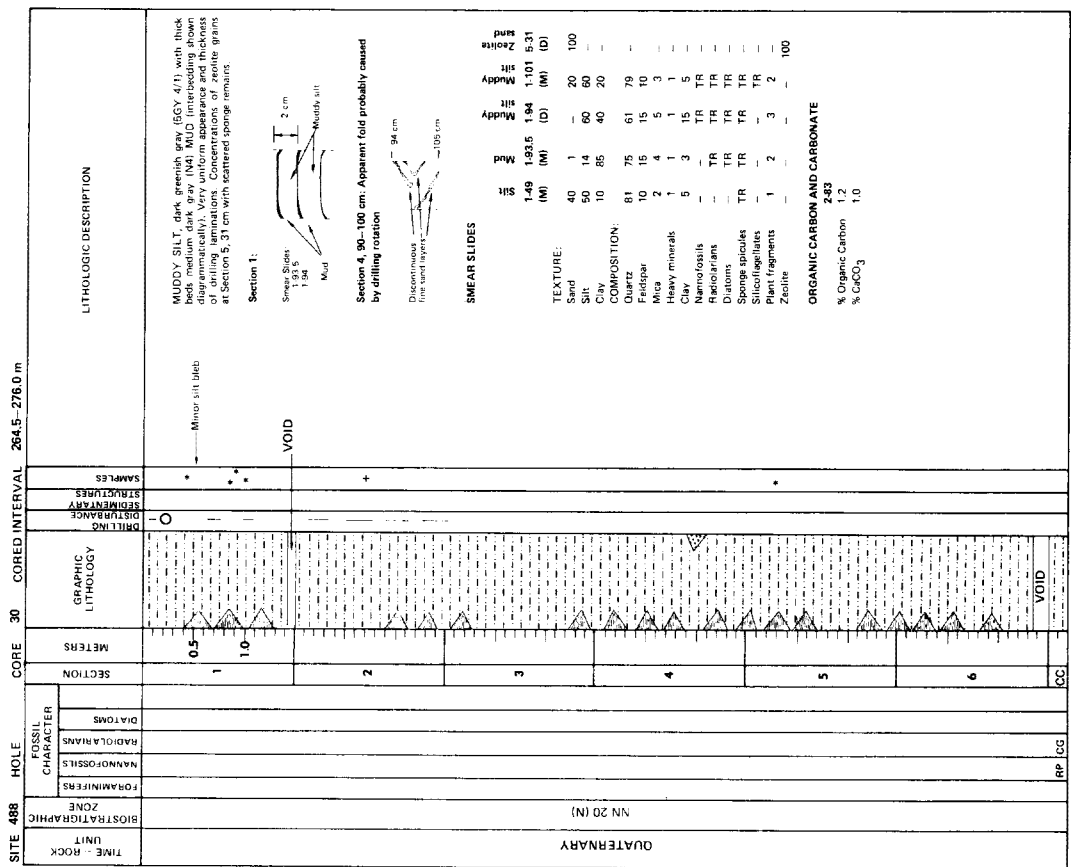 SITE 488 HOLE CORE 30 CORED INTERVAL 264.5–276.0 m
TIME - ROCK UNIT
BIOSTRATIGRAPHIC ZONE
FOSSIL CHARACTER
FORAMINIFERS
NANNOFOSSILS
RADIOLARIANS
DIATOMS
SECTION
METERS
GRAPHIC LITHOLOGY
DRILLING DISTURBANCE
SEDIMENTARY STRUCTURES
SAMPLES
LITHOLOGIC DESCRIPTION
QUATERNARY
NN 20 (N)
RP CG
1
2
3
4
5
6
CC
0.5
1.0
VOID
VOID
Minor silt bleb
* * * * + *
MUDDY SILT, dark greenish gray (5GY 4/1) with thick
beds medium dark gray (N4) MUD (interbedding shown
diagrammatically). Very uniform appearance and thickness
of drilling laminations. Concentrations of zeolite grains
at Section 5, 31 cm with scattered sponge remains.
Section 1:
Smear Slides
1-93.5
1-94
2 cm
Muddy silt
Mud
Section 4, 90–100 cm: Apparent fold probably caused
by drilling rotation
94 cm
Discontinuous
fine sand layers
105 cm
SMEAR SLIDES
Silt Mud Muddy silt Muddy silt Zeolite sand
1-49 1-93.5 1-94 1-101 5-31
(M) (M) (D) (M) (D)
TEXTURE:
Sand 40 1 – 20 100
Silt 50 14 60 60 –
Clay 10 85 40 20 –
COMPOSITION:
Quartz 81 75 61 79 –
Feldspar 10 15 15 10 –
Mica 2 4 5 3 –
Heavy minerals 1 1 1 1 –
Clay 5 3 15 5 –
Nannofossils – – TR TR –
Radiolarians – TR TR TR –
Diatoms – TR TR TR –
Sponge spicules TR TR TR TR –
Silicoflagellates – – – TR –
Plant fragments 1 2 3 2 –
Zeolite – – – – 100
ORGANIC CARBON AND CARBONATE
2-83
% Organic Carbon 1.2
% CaCO3 1.0